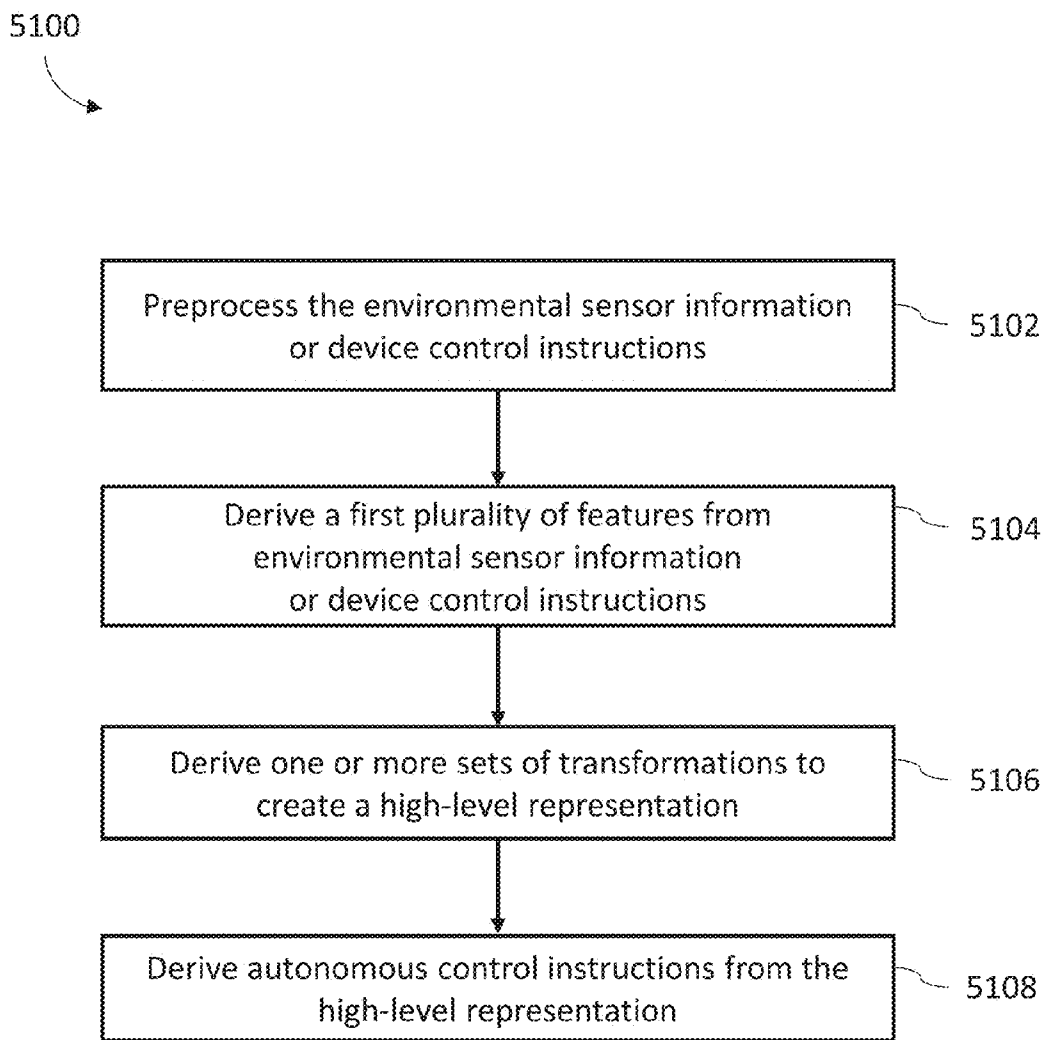 5100
Preprocess the environmental sensor information
or device control instructions
5102
Derive a first plurality of features from
environmental sensor information
or device control instructions
5104
Derive one or more sets of transformations to
create a high-level representation
5106
Derive autonomous control instructions from the
high-level representation
5108